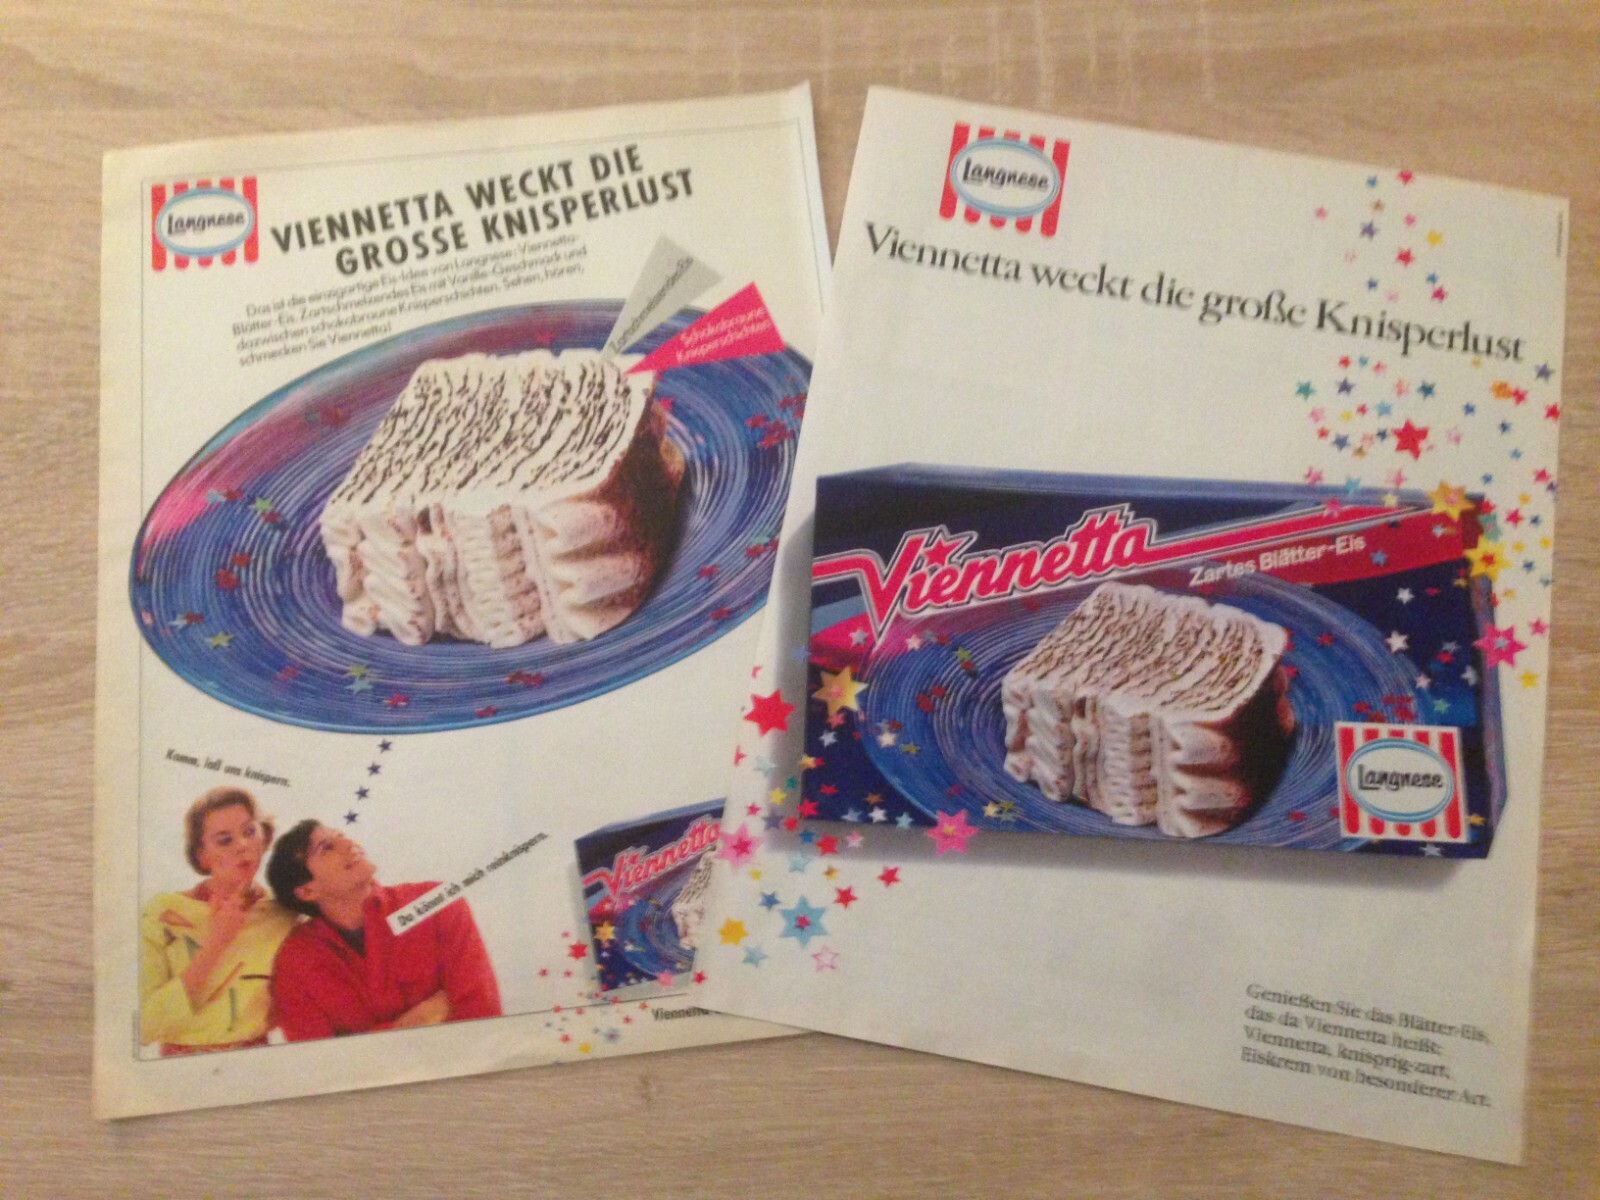 Langnese
VIENNETTA WECKT DIE
GROSSE KNISPERLUST
Das ist die einzigartige Eis-Idee von Langnese: Viennetta-
Blätter-Eis. Zartschmelzendes Eis mit Vanille-Geschmack und
dazwischen schokobraune Knisperschichten. Sehen, hören,
schmecken Sie Viennetta!
Zartschmelzendes Eis
Schokobraune
Knisperschichten
Komm, laß uns knispern.
Da könnt ich mich reinknispern.
Viennetta
Viennetta
Langnese
Viennetta weckt die große Knisperlust
Viennetta
Zartes Blätter-Eis
Langnese
Genießen Sie das Blätter-Eis,
das da Viennetta heißt:
Viennetta, knisprig-zart,
Eiskrem von besonderer Art.